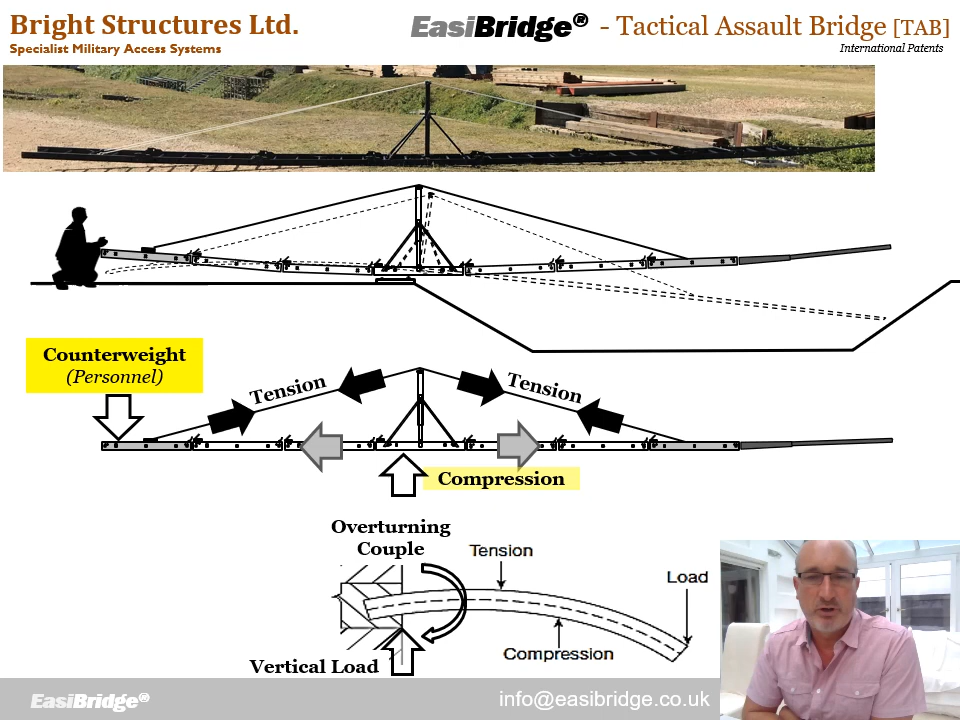 Bright Structures Ltd.
Specialist Military Access Systems
EasiBridge® - Tactical Assault Bridge [TAB]
International Patents
Counterweight
(Personnel)
Tension
Tension
Compression
Overturning
Couple
Tension
Load
Compression
Vertical Load
EasiBridge®
info@easibridge.co.uk